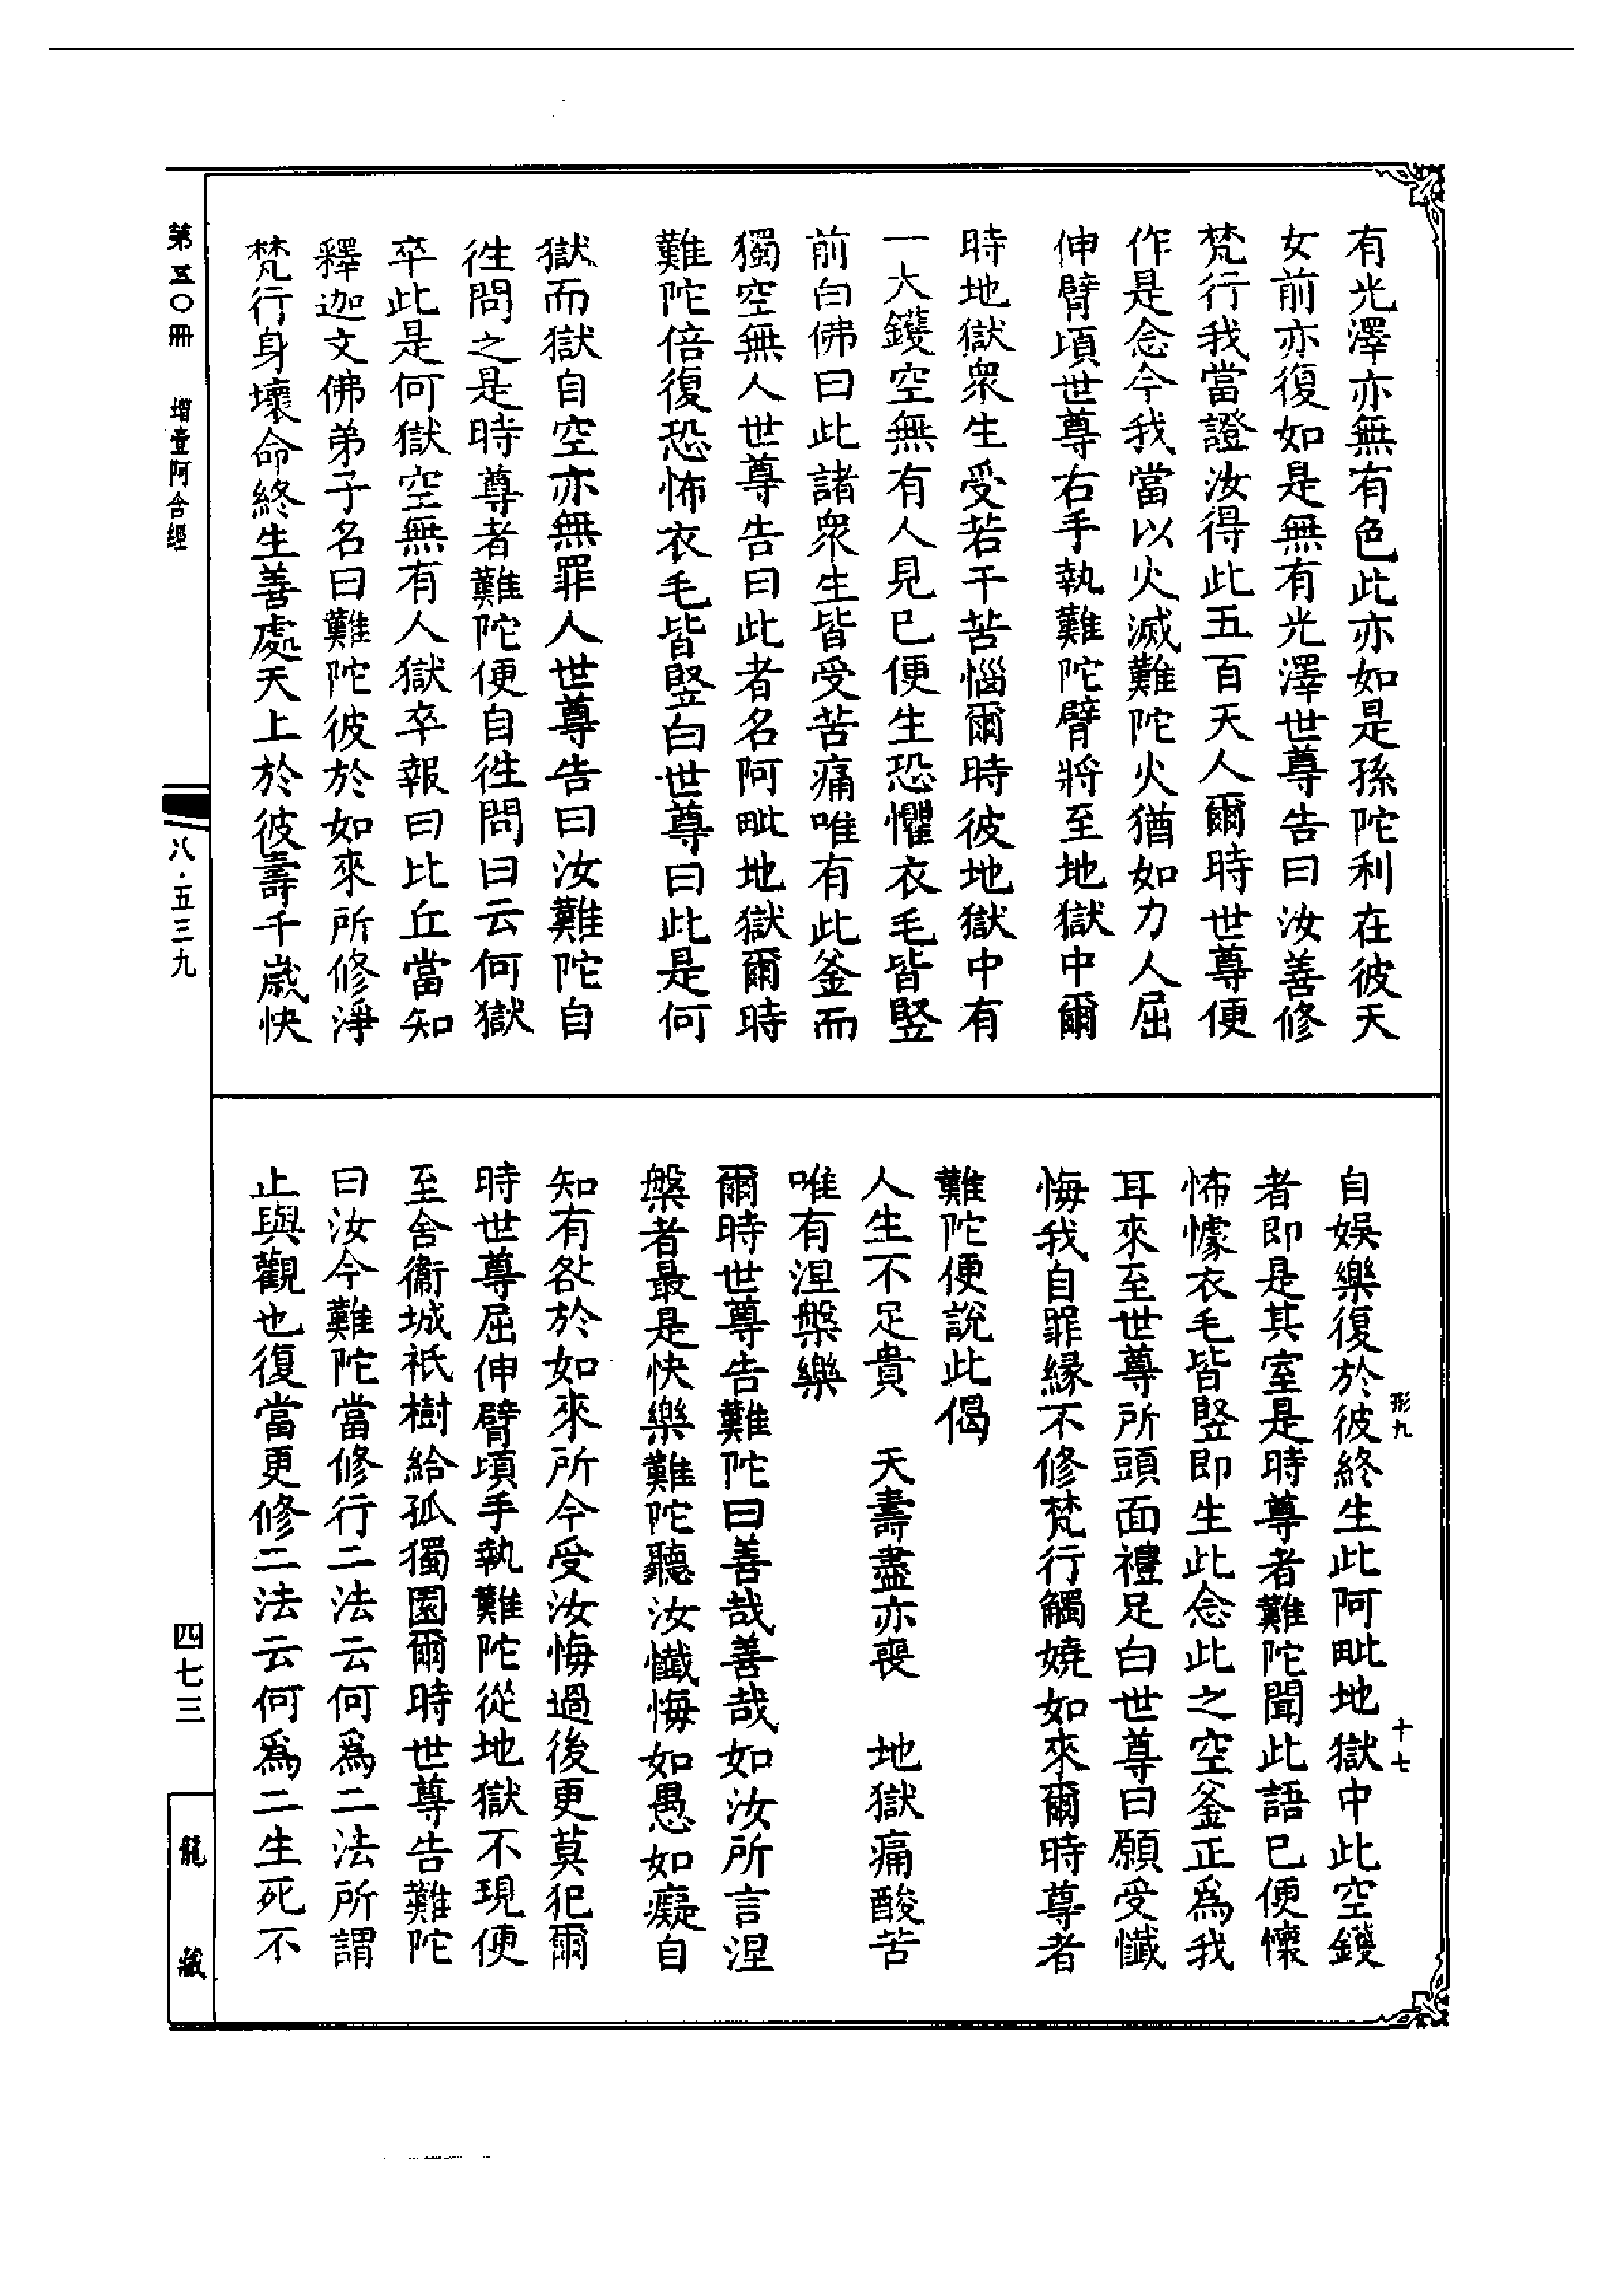 有光澤亦無有色此亦如是孫陀利在彼天
女前亦復如是無有光澤世尊告曰汝善修
梵行我當證汝得此五百天人爾時世尊便
作是念今我當以火滅難陀火猶如力人屈
伸臂頃世尊右手執難陀臂將至地獄中爾
時地獄衆生受若干苦惱爾時彼地獄中有
一大鑊空無有人見已便生恐懼衣毛皆竪
前白佛曰此諸衆生皆受苦痛唯有此釜而
獨空無人世尊告曰此者名阿毗地獄爾時
難陀倍復恐怖衣毛皆竪白世尊曰此是何
獄而獄自空亦無罪人世尊告曰汝難陀自
徃問之是時尊者難陀便自徃問曰云何獄
卒此是何獄空無有人獄卒報曰比丘當知
釋迦文佛弟子名曰難陀彼於如來所修淨
梵行身壞命終生善處天上於彼壽千歲快
自娛樂復於彼終生此阿毗地獄中此空鑊
者即是其室是時尊者難陀聞此語已便懷
怖懅衣毛皆竪即生此念此之空釜正爲我
耳來至世尊所頭面禮足白世尊曰願受懺
悔我自罪緣不修梵行觸嬈如來爾時尊者
難陀便說此偈
人生不足貴　天壽盡亦喪　地獄痛酸苦
唯有涅槃樂
爾時世尊告難陀曰善哉善哉如汝所言涅
槃者最是快樂難陀聽汝懺悔如愚如癡自
知有咎於如來所今受汝悔過後更莫犯爾
時世尊屈伸臂頃手執難陀從地獄不現便
至舍衞城祇樹給孤獨園爾時世尊告難陀
曰汝今難陀當修行二法云何爲二法所謂
止與觀也復當更修二法云何爲二生死不
形九
十七
第五〇冊　增壹阿含經
八·五三九
四七三
龍藏